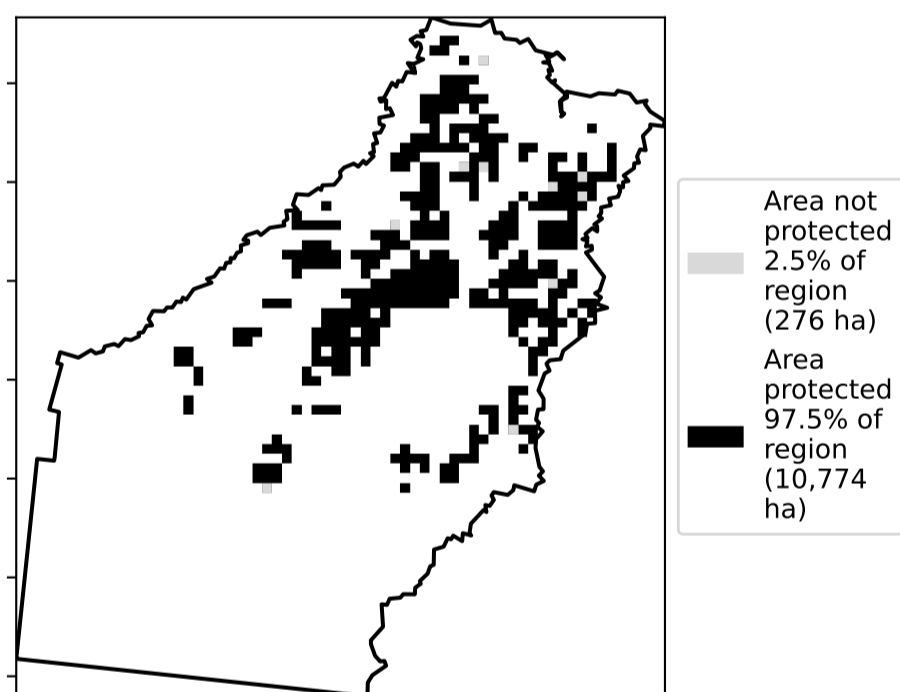 Area not
protected
2.5% of
region
(276 ha)
Area
protected
97.5% of
region
(10,774
ha)